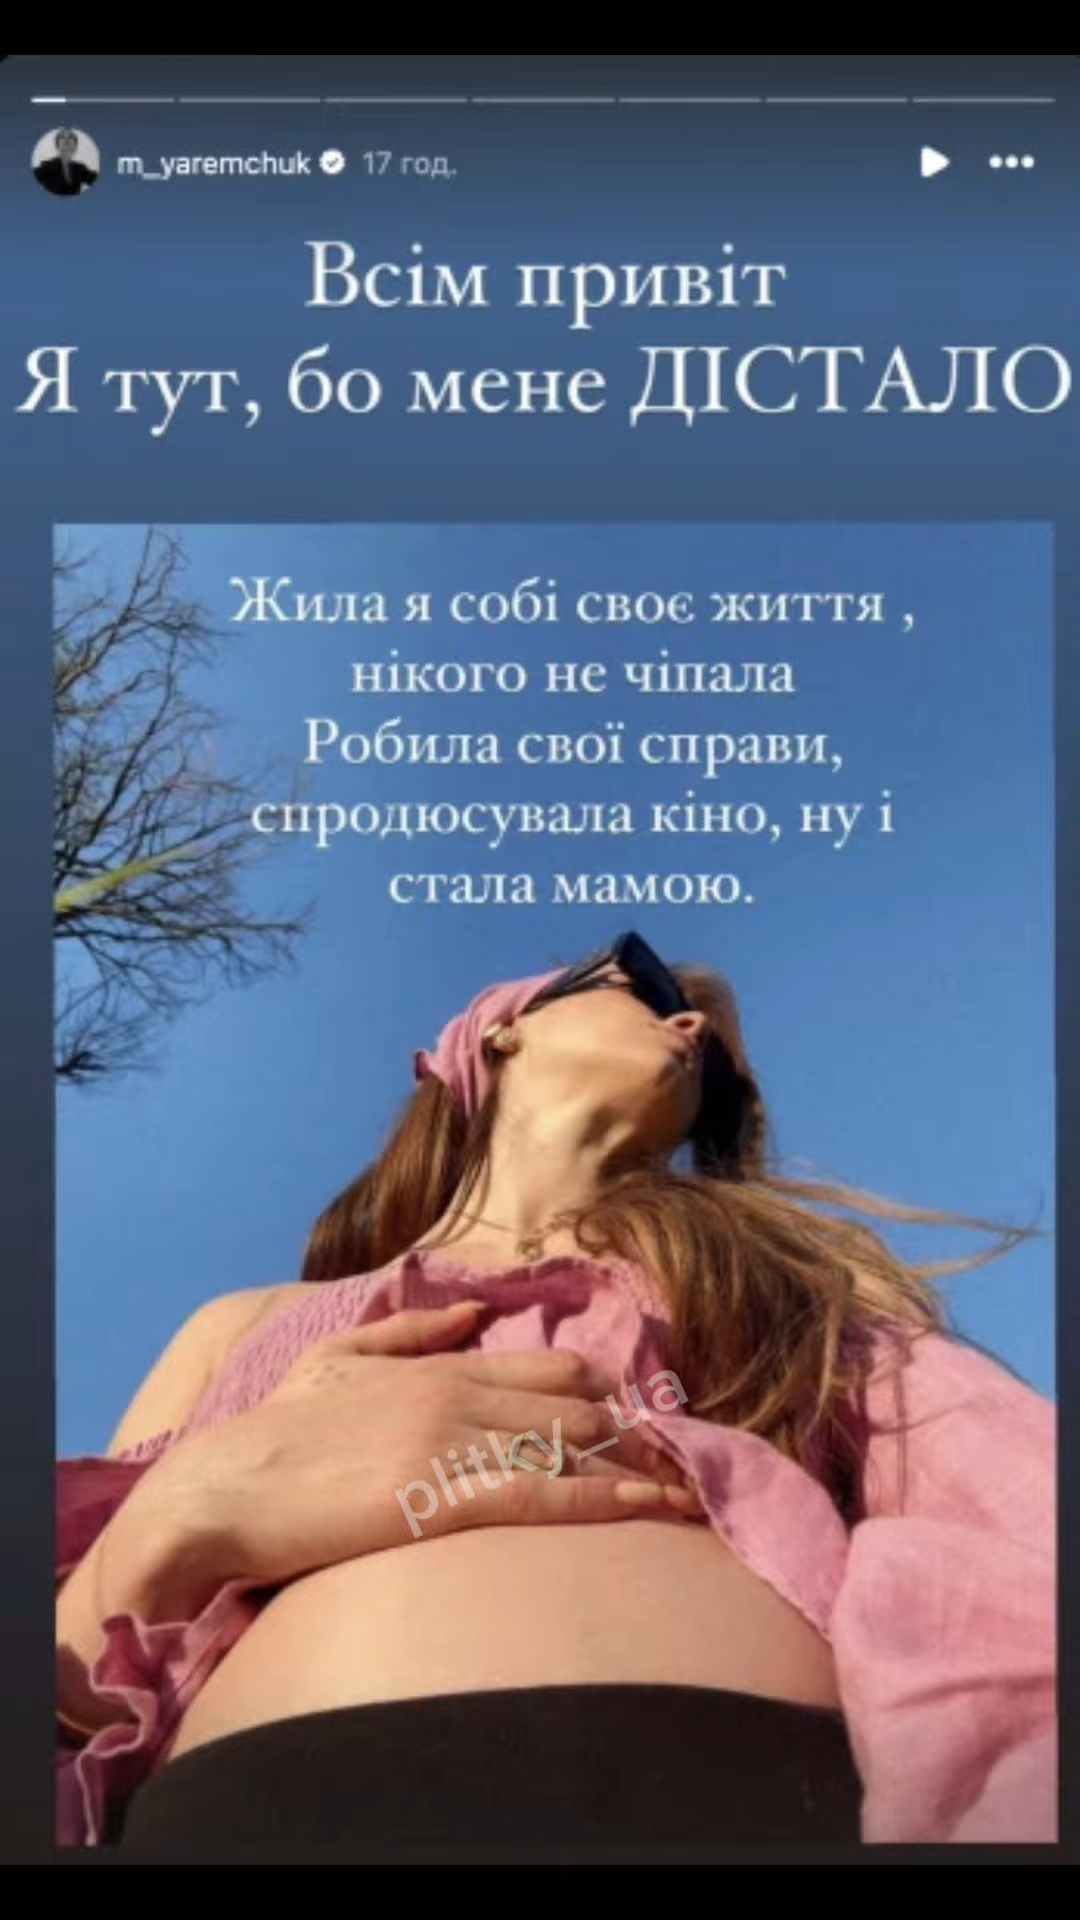 m_yaremchuk 17 год.
Всім привіт
Я тут, бо мене ДІСТАЛО
Жила я собі своє життя ,
нікого не чіпала
Робила свої справи,
спродюсувала кіно, ну і
стала мамою.
plitky_ua